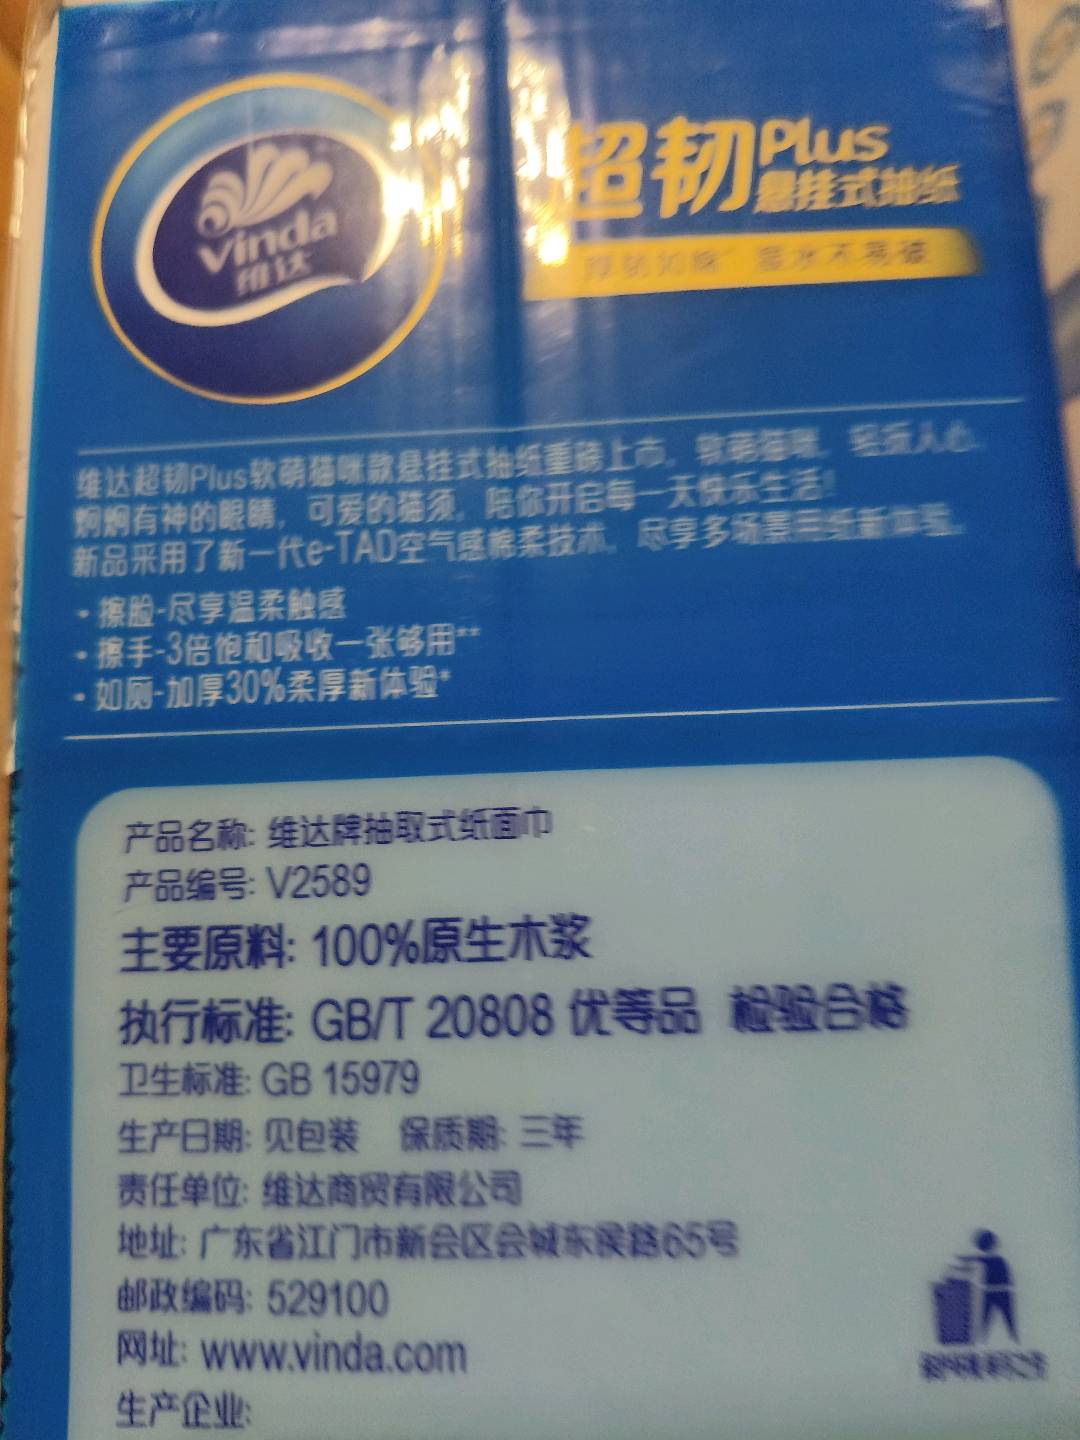 Vinda
维达
超韧Plus
悬挂式抽纸
湿水不易破
维达超韧Plus软萌猫咪款悬挂式抽纸重磅上市，软萌猫咪，轻抚人心，
炯炯有神的眼睛，可爱的猫须，陪你开启每一天快乐生活！
新品采用了新一代e-TAD空气感棉柔技术，尽享多场景用纸新体验。
·擦脸-尽享温柔触感
·擦手-3倍饱和吸收一张够用**
·如厕-加厚30%柔厚新体验*
产品名称: 维达牌抽取式纸面巾
产品编号: V2589
主要原料: 100%原生木浆
执行标准: GB/T 20808 优等品 检验合格
卫生标准: GB 15979
生产日期: 见包装 保质期: 三年
责任单位: 维达商贸有限公司
地址: 广东省江门市新会区会城东侯路65号
邮政编码: 529100
网址: www.vinda.com
生产企业: